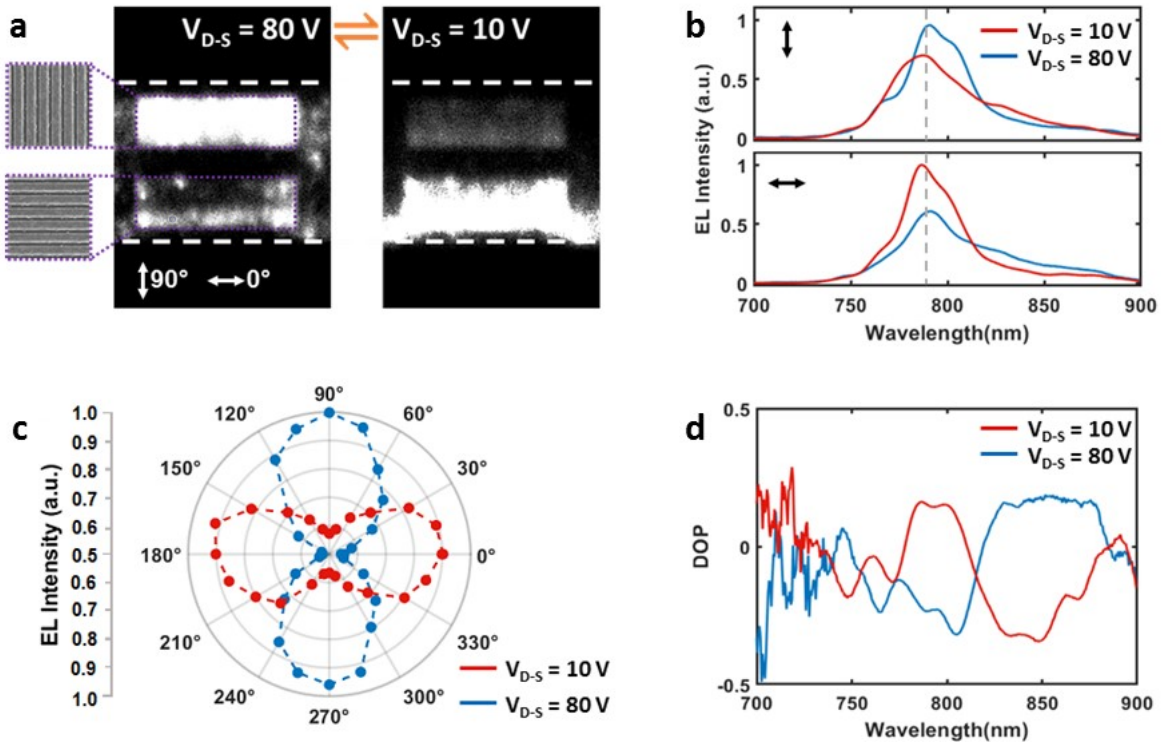 a
V_D-S = 80 V
V_D-S = 10 V
90°
0°
b
V_D-S = 10 V
V_D-S = 80 V
1
0.5
0
1
0.5
0
EL Intensity (a.u.)
700 750 800 850 900
Wavelength(nm)
c
1.0
0.9
0.8
0.7
0.6
0.5
0.6
0.7
0.8
0.9
1.0
EL Intensity (a.u.)
90°
120° 60°
150° 30°
180° 0°
210° 330°
240° 300°
270°
V_D-S = 10 V
V_D-S = 80 V
d
V_D-S = 10 V
V_D-S = 80 V
0.5
0
-0.5
DOP
700 750 800 850 900
Wavelength(nm)